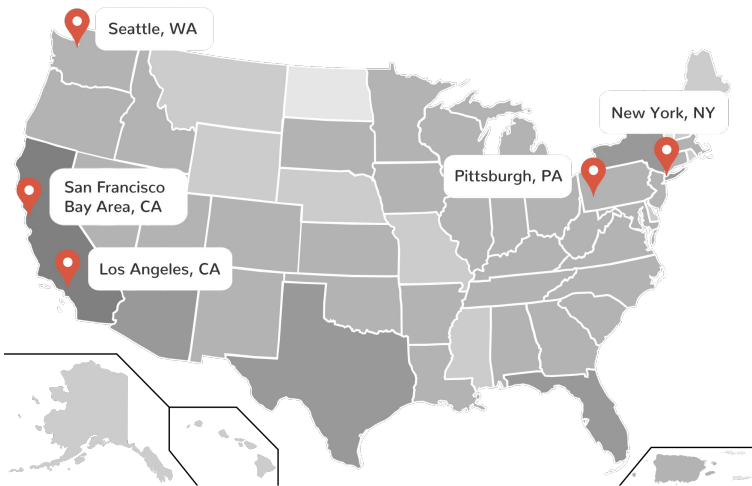 Seattle, WA
New York, NY
Pittsburgh, PA
San Francisco
Bay Area, CA
Los Angeles, CA